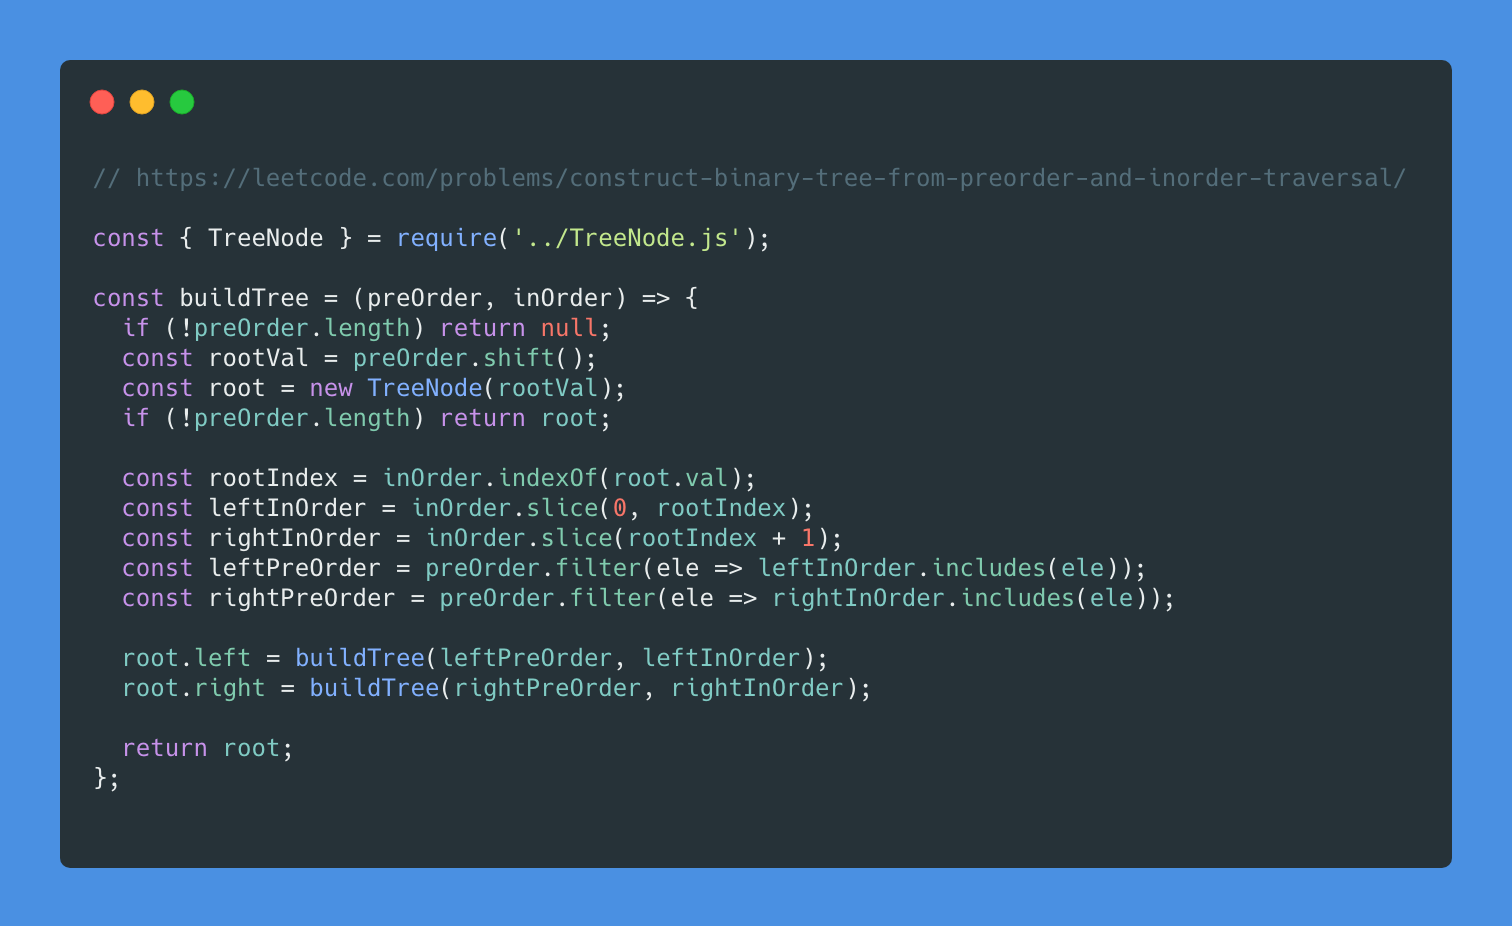 // https://leetcode.com/problems/construct-binary-tree-from-preorder-and-inorder-traversal/
const { TreeNode } = require('../TreeNode.js');
const buildTree = (preOrder, inOrder) => {
  if (!preOrder.length) return null;
  const rootVal = preOrder.shift();
  const root = new TreeNode(rootVal);
  if (!preOrder.length) return root;
  const rootIndex = inOrder.indexOf(root.val);
  const leftInOrder = inOrder.slice(0, rootIndex);
  const rightInOrder = inOrder.slice(rootIndex + 1);
  const leftPreOrder = preOrder.filter(ele => leftInOrder.includes(ele));
  const rightPreOrder = preOrder.filter(ele => rightInOrder.includes(ele));
  root.left = buildTree(leftPreOrder, leftInOrder);
  root.right = buildTree(rightPreOrder, rightInOrder);
  return root;
};